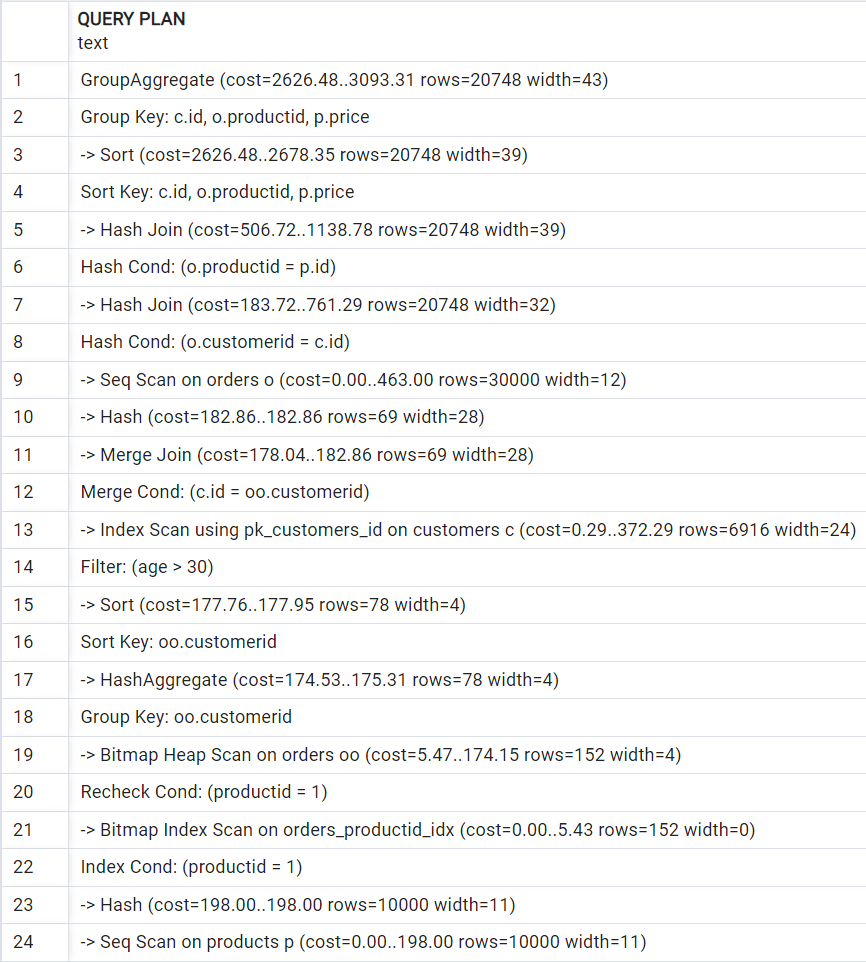 QUERY PLAN
text
1 GroupAggregate (cost=2626.48..3093.31 rows=20748 width=43)
2 Group Key: c.id, o.productid, p.price
3 -> Sort (cost=2626.48..2678.35 rows=20748 width=39)
4 Sort Key: c.id, o.productid, p.price
5 -> Hash Join (cost=506.72..1138.78 rows=20748 width=39)
6 Hash Cond: (o.productid = p.id)
7 -> Hash Join (cost=183.72..761.29 rows=20748 width=32)
8 Hash Cond: (o.customerid = c.id)
9 -> Seq Scan on orders o (cost=0.00..463.00 rows=30000 width=12)
10 -> Hash (cost=182.86..182.86 rows=69 width=28)
11 -> Merge Join (cost=178.04..182.86 rows=69 width=28)
12 Merge Cond: (c.id = oo.customerid)
13 -> Index Scan using pk_customers_id on customers c (cost=0.29..372.29 rows=6916 width=24)
14 Filter: (age > 30)
15 -> Sort (cost=177.76..177.95 rows=78 width=4)
16 Sort Key: oo.customerid
17 -> HashAggregate (cost=174.53..175.31 rows=78 width=4)
18 Group Key: oo.customerid
19 -> Bitmap Heap Scan on orders oo (cost=5.47..174.15 rows=152 width=4)
20 Recheck Cond: (productid = 1)
21 -> Bitmap Index Scan on orders_productid_idx (cost=0.00..5.43 rows=152 width=0)
22 Index Cond: (productid = 1)
23 -> Hash (cost=198.00..198.00 rows=10000 width=11)
24 -> Seq Scan on products p (cost=0.00..198.00 rows=10000 width=11)